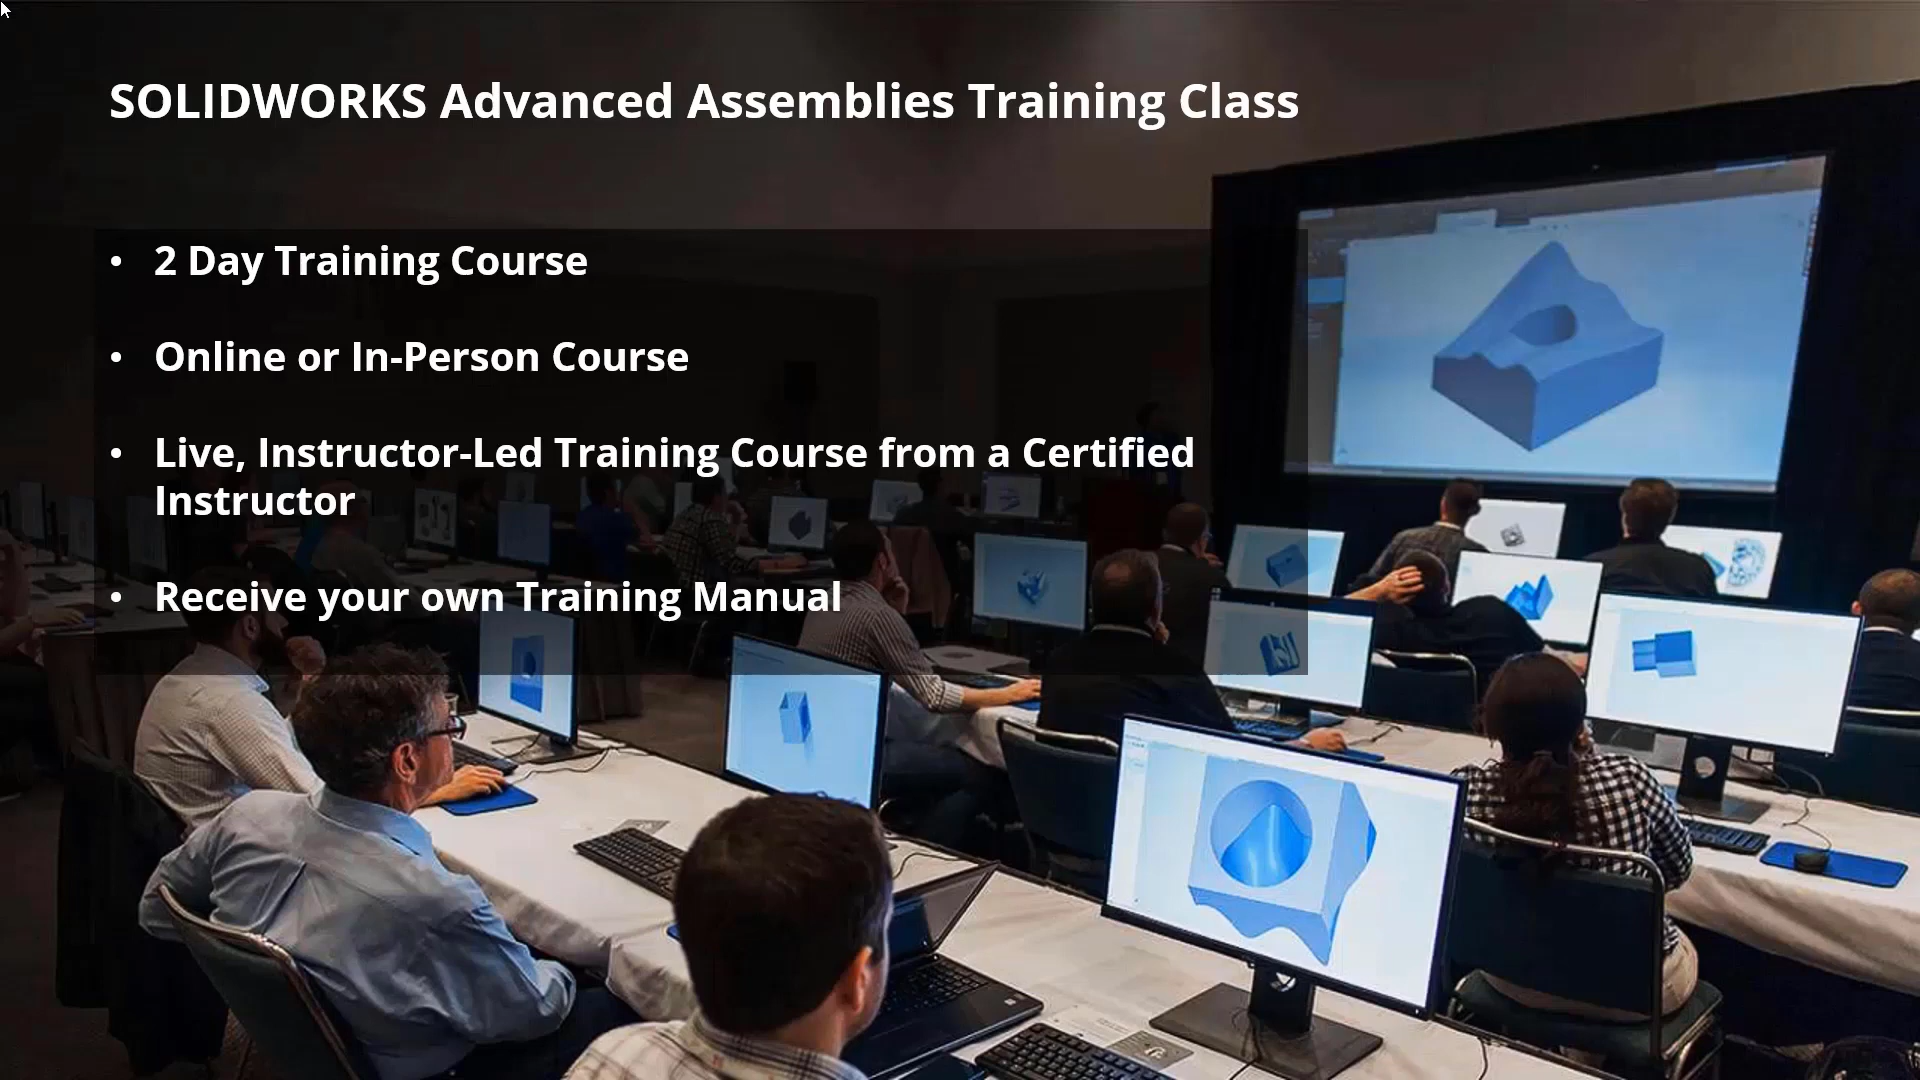 SOLIDWORKS Advanced Assemblies Training Class
• 2 Day Training Course
• Online or In-Person Course
• Live, Instructor-Led Training Course from a Certified
Instructor
• Receive your own Training Manual